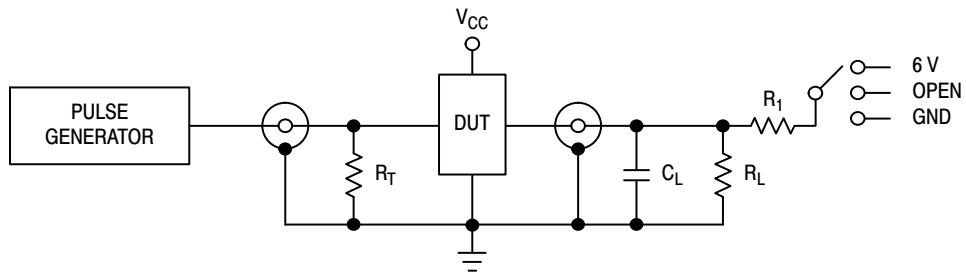 V_CC
6 V
OPEN
GND
PULSE
GENERATOR
DUT
R_1
R_T
C_L
R_L